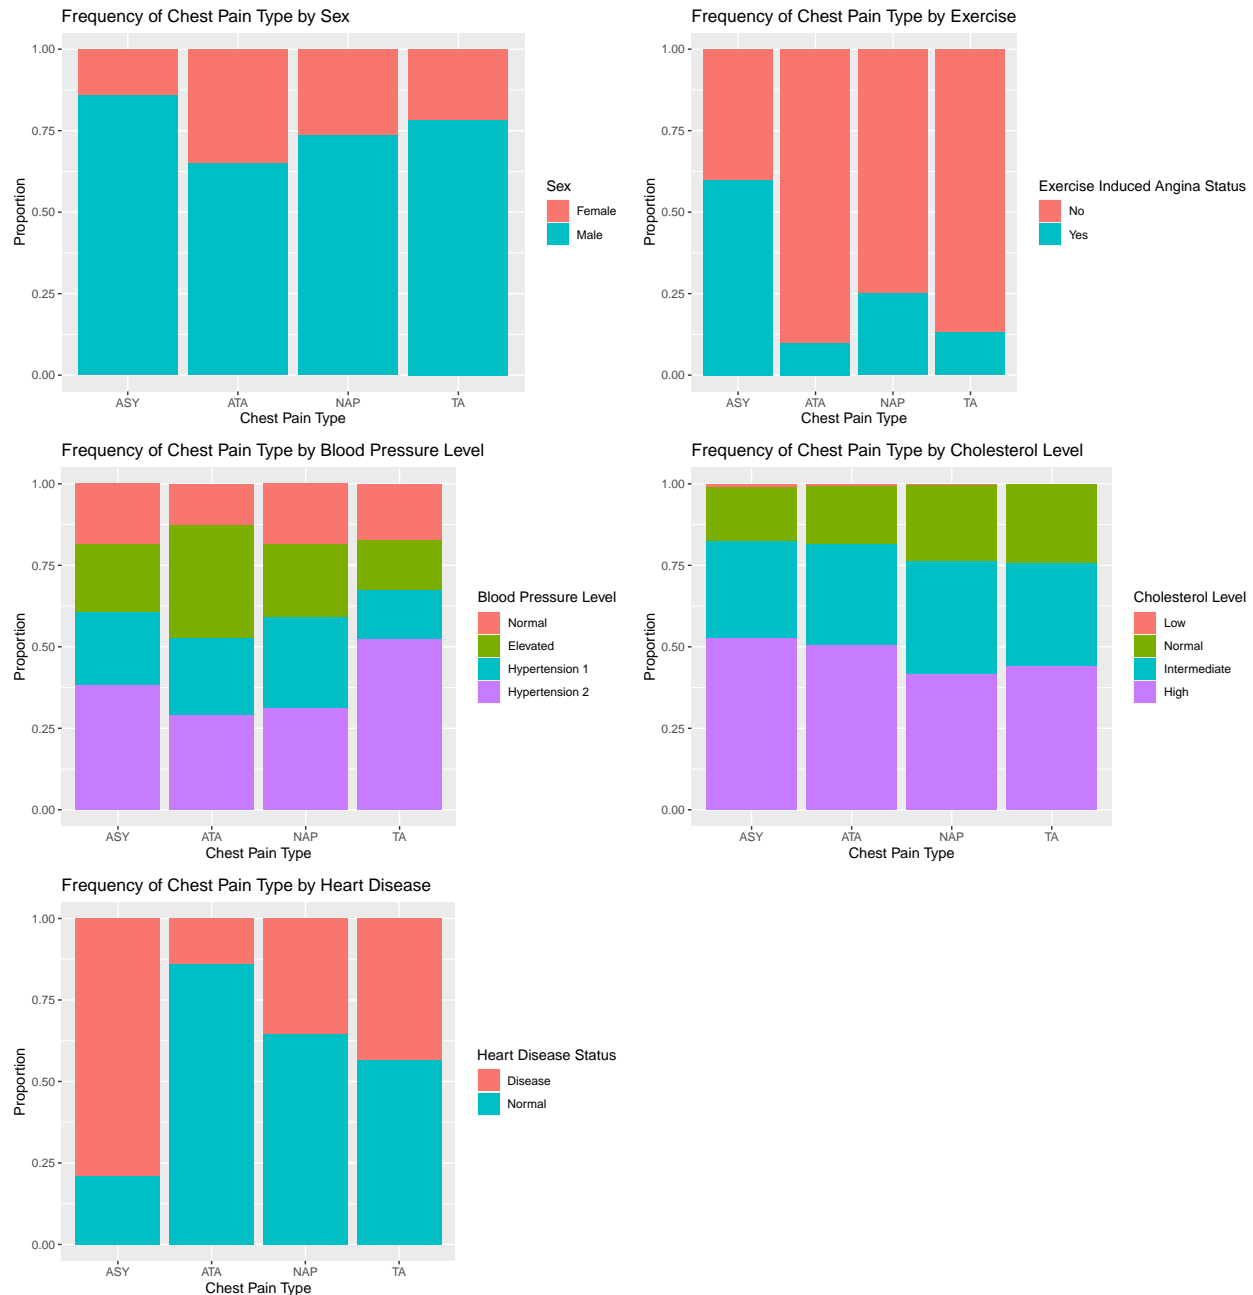 Frequency of Chest Pain Type by Sex
1.00
0.75
0.50
0.25
0.00
Proportion
ASY ATA NAP TA
Chest Pain Type
Sex
Female
Male
Frequency of Chest Pain Type by Exercise
1.00
0.75
0.50
0.25
0.00
Proportion
ASY ATA NAP TA
Chest Pain Type
Exercise Induced Angina Status
No
Yes
Frequency of Chest Pain Type by Blood Pressure Level
1.00
0.75
0.50
0.25
0.00
Proportion
ASY ATA NAP TA
Chest Pain Type
Blood Pressure Level
Normal
Elevated
Hypertension 1
Hypertension 2
Frequency of Chest Pain Type by Cholesterol Level
1.00
0.75
0.50
0.25
0.00
Proportion
ASY ATA NAP TA
Chest Pain Type
Cholesterol Level
Low
Normal
Intermediate
High
Frequency of Chest Pain Type by Heart Disease
1.00
0.75
0.50
0.25
0.00
Proportion
ASY ATA NAP TA
Chest Pain Type
Heart Disease Status
Disease
Normal